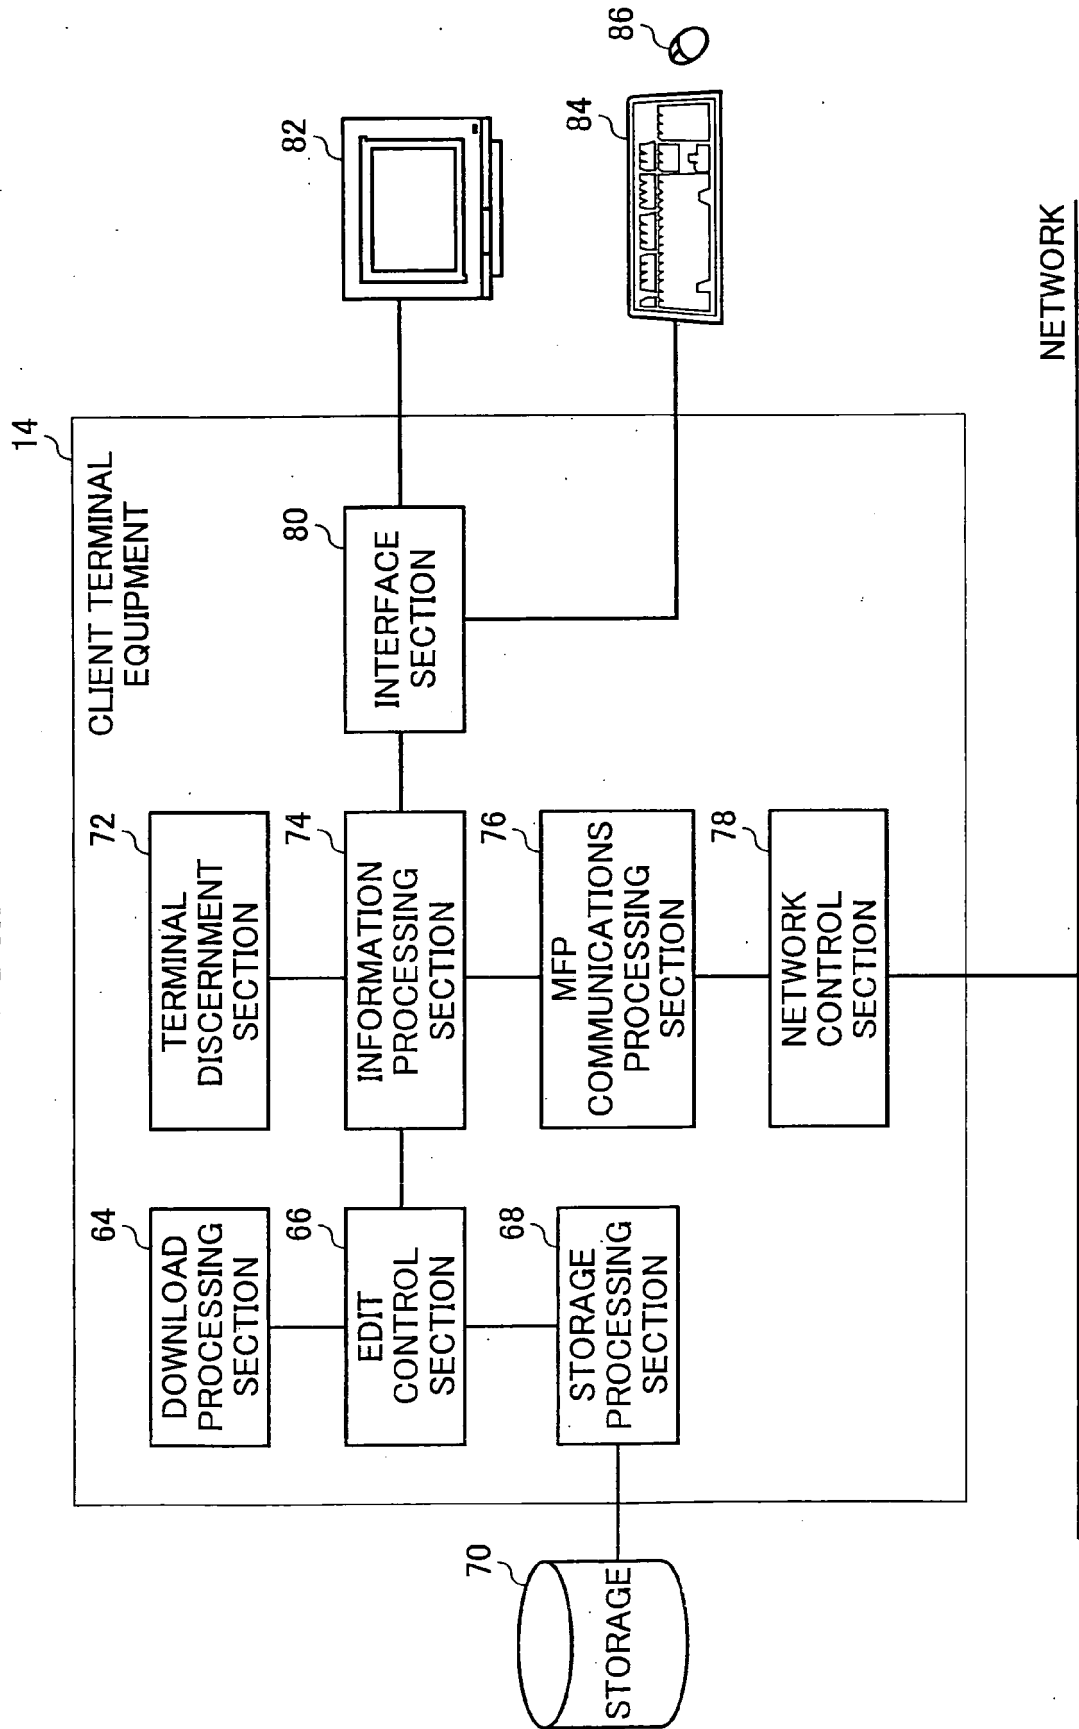 14
CLIENT TERMINAL
EQUIPMENT
64
DOWNLOAD
PROCESSING
SECTION
72
TERMINAL
DISCERNMENT
SECTION
66
EDIT
CONTROL
SECTION
74
INFORMATION
PROCESSING
SECTION
80
INTERFACE
SECTION
82
70
STORAGE
68
STORAGE
PROCESSING
SECTION
76
MFP
COMMUNICATIONS
PROCESSING
SECTION
84
86
78
NETWORK
CONTROL
SECTION
NETWORK